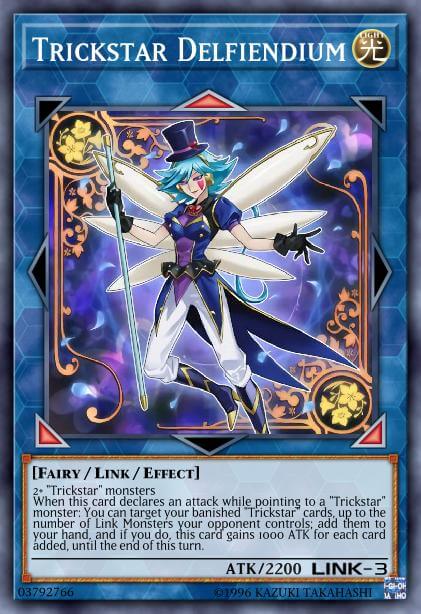 TRICKSTAR DELFIENDIUM
LIGHT
光
[FAIRY / LINK / EFFECT]
2+ "Trickstar" monsters
When this card declares an attack while pointing to a "Trickstar"
monster: You can target your banished "Trickstar" cards, up to
the number of Link Monsters your opponent controls; add them to
your hand, and if you do, this card gains 1000 ATK for each card
added, until the end of this turn.
ATK/2200 LINK-3
03792766
©1996 KAZUKI TAKAHASHI